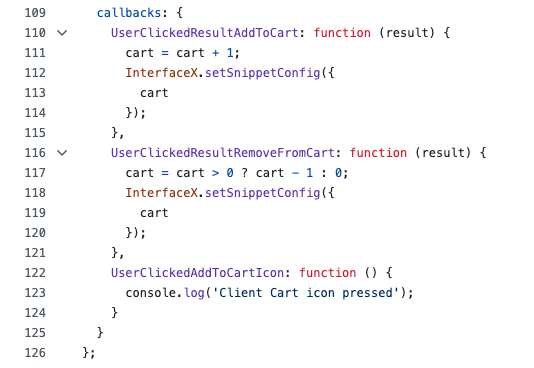 109 callbacks: {
110 UserClickedResultAddToCart: function (result) {
111 cart = cart + 1;
112 InterfaceX.setSnippetConfig({
113 cart
114 });
115 },
116 UserClickedResultRemoveFromCart: function (result) {
117 cart = cart > 0 ? cart - 1 : 0;
118 InterfaceX.setSnippetConfig({
119 cart
120 });
121 },
122 UserClickedAddToCartIcon: function () {
123 console.log('Client Cart icon pressed');
124 }
125 }
126 };